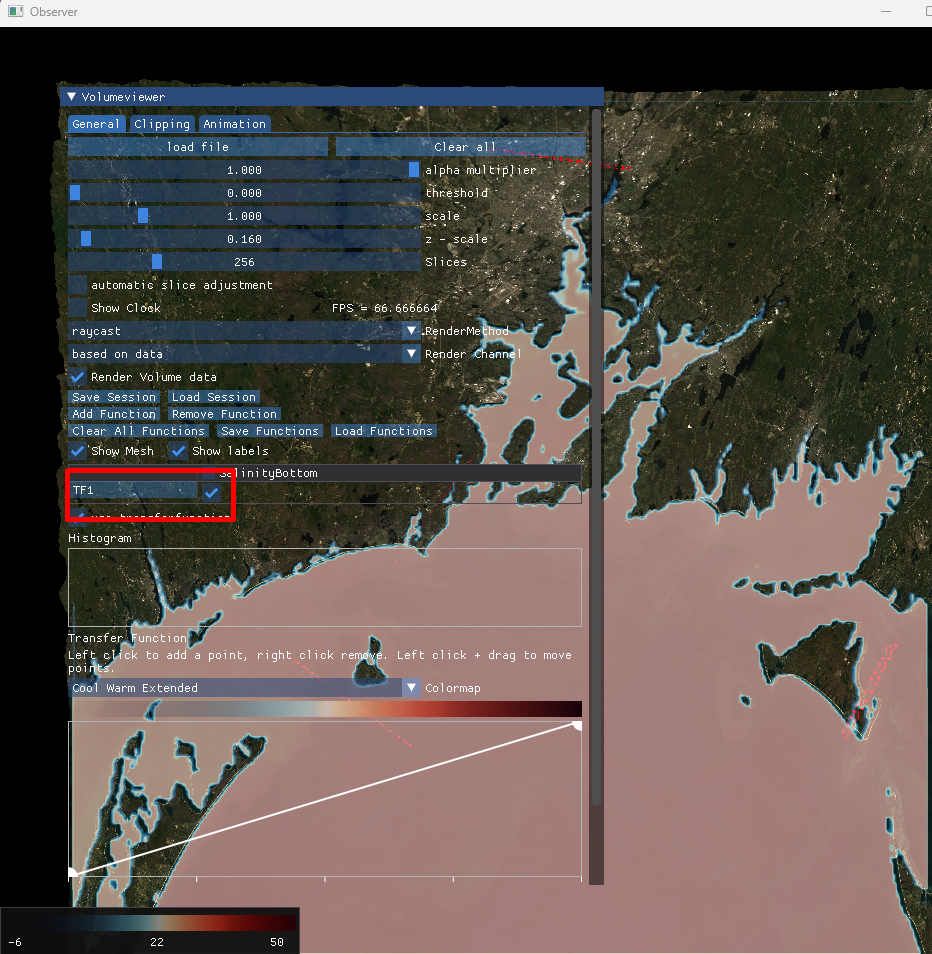 Observer
Volumeviewer
General Clipping Animation
load file Clear all
1.000 alpha multiplier
0.000 threshold
1.000 scale
0.160 z - scale
256 Slices
automatic slice adjustment
Show Clock FPS = 66.666664
raycast RenderMethod
based on data Render Channel
Render Volume data
Save Session Load Session
Add Function Remove Function
Clear All Functions Save Functions Load Functions
Show Mesh Show labels
SalinityBottom
TF1
use transferfunction
Histogram
Transfer Function
Left click to add a point, right click remove. Left click + drag to move
points.
Cool Warm Extended Colormap
-6 22 50